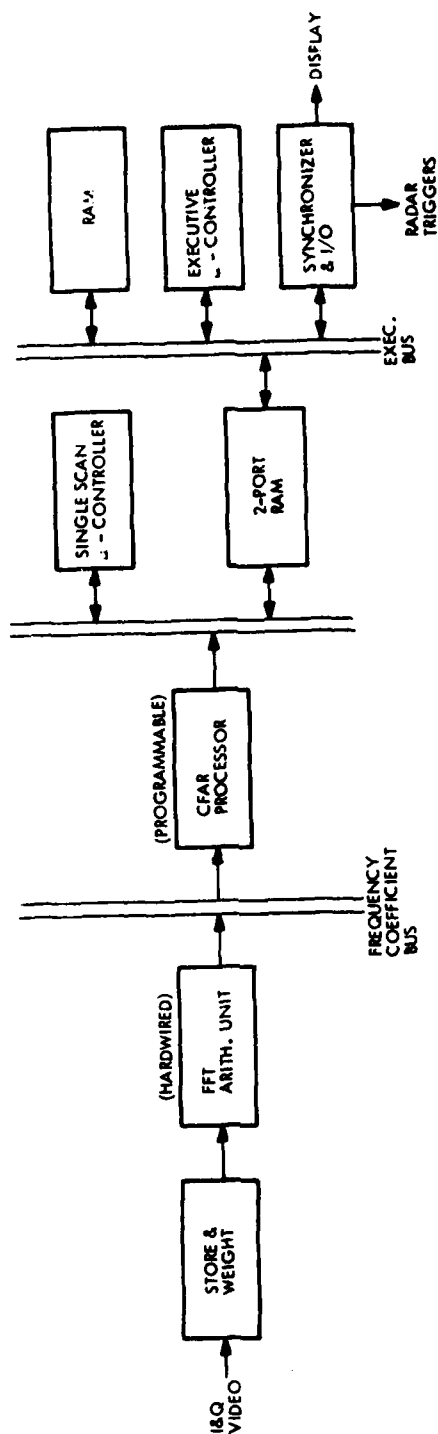 I&Q
VIDEO
STORE &
WEIGHT
(HARDWIRED)
FFT
ARITH. UNIT
FREQUENCY
COEFFICIENT
BUS
(PROGRAMMABLE)
CFAR
PROCESSOR
SINGLE SCAN
- CONTROLLER
2-PORT
RAM
EXEC.
BUS
RAM
EXECUTIVE
- CONTROLLER
SYNCHRONIZER
& I/O
DISPLAY
RADAR
TRIGGERS